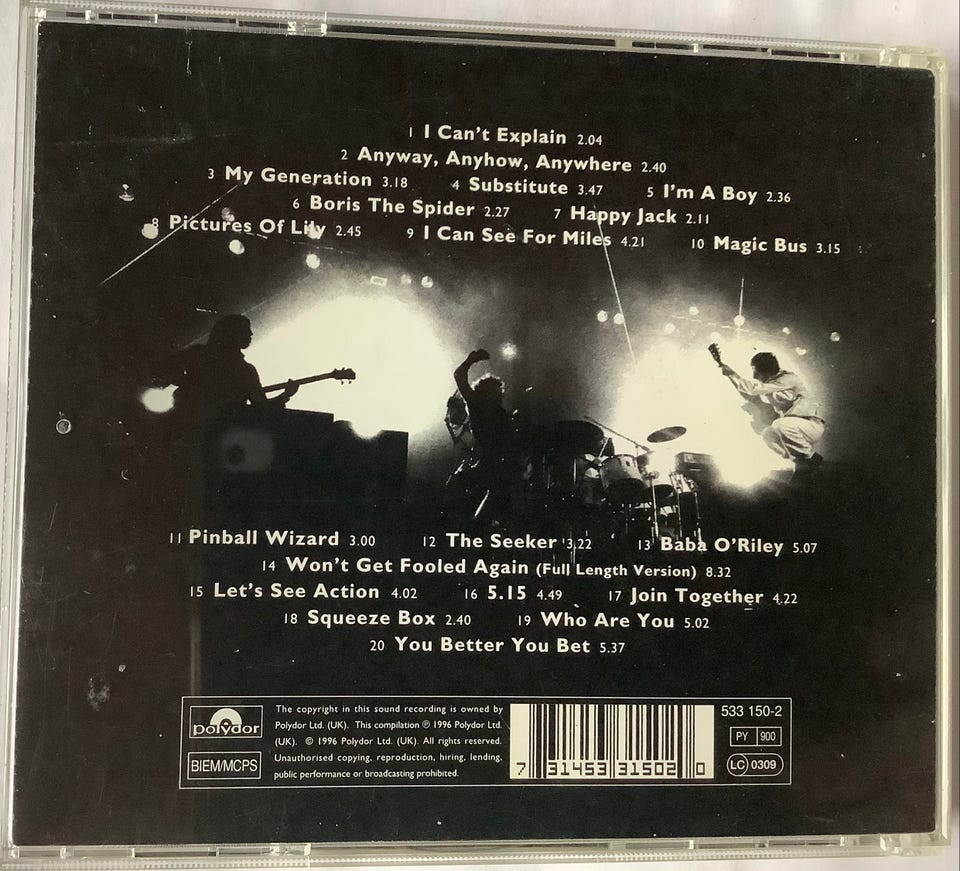 1 I Can't Explain 2.04
2 Anyway, Anyhow, Anywhere 2.40
3 My Generation 3.18 4 Substitute 3.47 5 I'm A Boy 2.36
6 Boris The Spider 2.27 7 Happy Jack 2.11
8 Pictures Of Lily 2.45 9 I Can See For Miles 4.21 10 Magic Bus 3.15
11 Pinball Wizard 3.00 12 The Seeker 3.22 13 Baba O'Riley 5.07
14 Won't Get Fooled Again (Full Length Version) 8.32
15 Let's See Action 4.02 16 5.15 4.49 17 Join Together 4.22
18 Squeeze Box 2.40 19 Who Are You 5.02
20 You Better You Bet 5.37
polydor
BIEM/MCPS
The copyright in this sound recording is owned by
Polydor Ltd. (UK). This compilation ℗ 1996 Polydor Ltd.
(UK). © 1996 Polydor Ltd. (UK). All rights reserved.
Unauthorised copying, reproduction, hiring, lending,
public performance or broadcasting prohibited.
7 31453 31502 0
533 150-2
PY 900
LC 0309